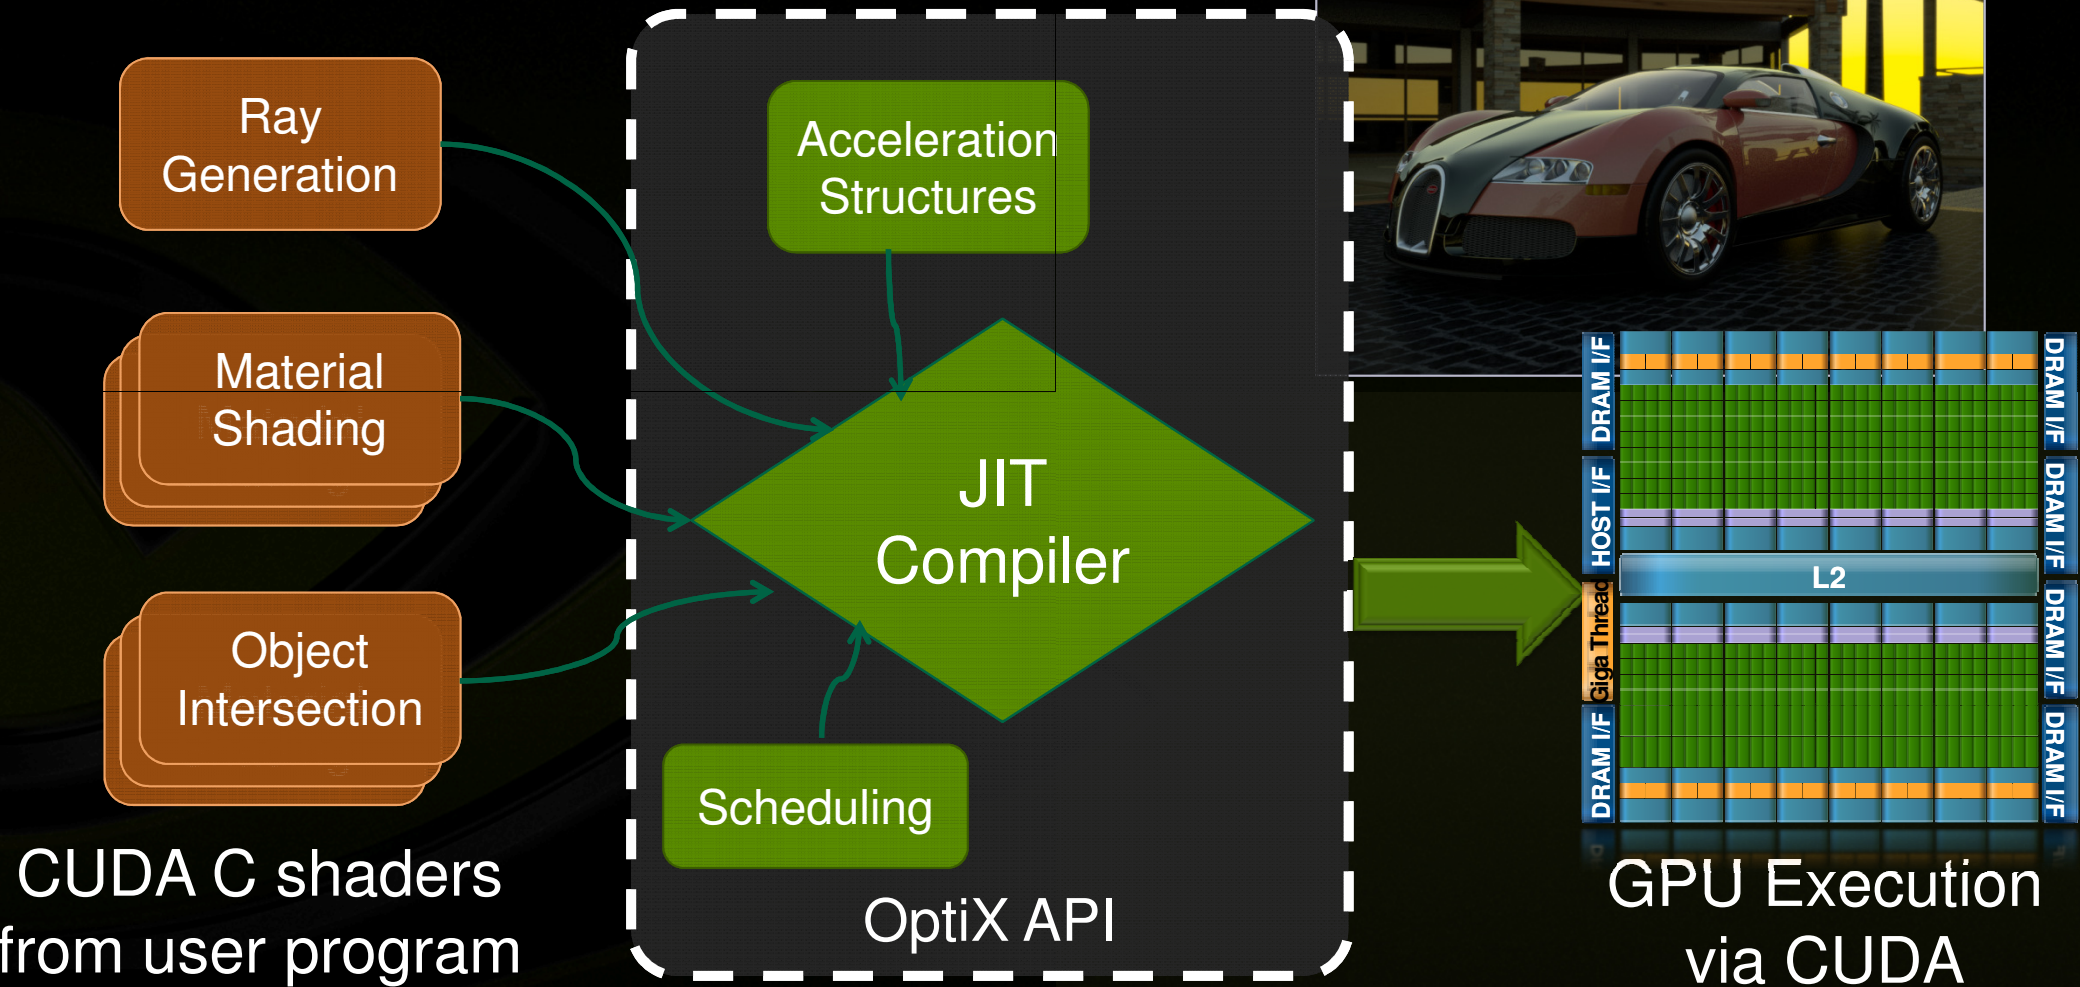 Ray
Generation
Material
Shading
Object
Intersection
CUDA C shaders
from user program
Acceleration
Structures
JIT
Compiler
Scheduling
OptiX API
DRAM I/F
HOST I/F
Giga Thread
DRAM I/F
L2
DRAM I/F
DRAM I/F
DRAM I/F
DRAM I/F
GPU Execution
via CUDA